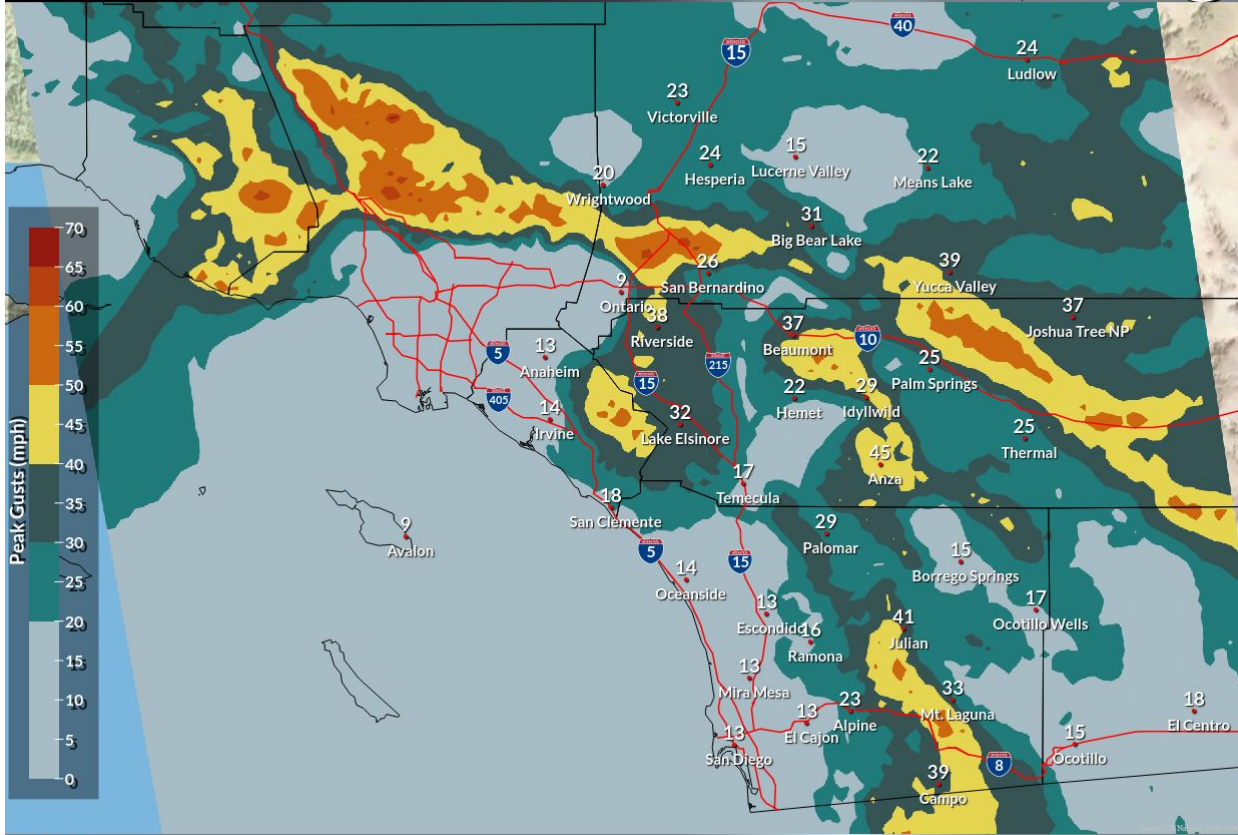 40
15
24
Ludlow
23
Victorville
24
Hesperia
15
Lucerne Valley
22
Means Lake
20
Wrightwood
31
Big Bear Lake
26
San Bernardino
39
Yucca Valley
9
Ontario
38
Riverside
37
Beaumont
10
37
Joshua Tree NP
5
13
Anaheim
215
15
25
Palm Springs
405
14
Irvine
22
Hemet
29
Idyllwild
32
Lake Elsinore
25
Thermal
45
Anza
17
Temecula
18
San Clemente
9
Avalon
5
15
29
Palomar
15
Borrego Springs
14
Oceanside
13
Escondido
16
Ramona
17
Ocotillo Wells
41
Julian
13
Mira Mesa
33
Mt. Laguna
13
El Cajon
23
Alpine
18
El Centro
13
San Diego
15
Ocotillo
8
39
Campo
Peak Gusts (mph)
70
65
60
55
50
45
40
35
30
25
20
15
10
5
0